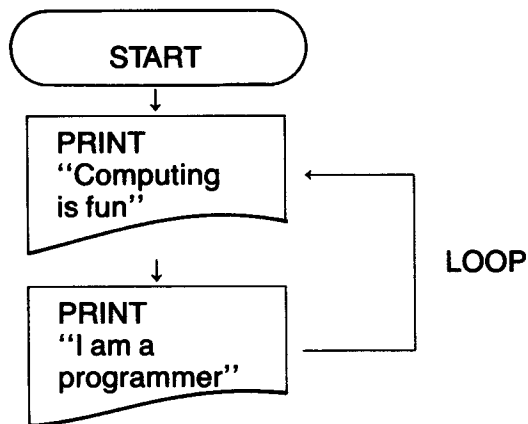 START
PRINT
‘‘Computing
is fun’’
LOOP
PRINT
‘‘I am a
programmer’’